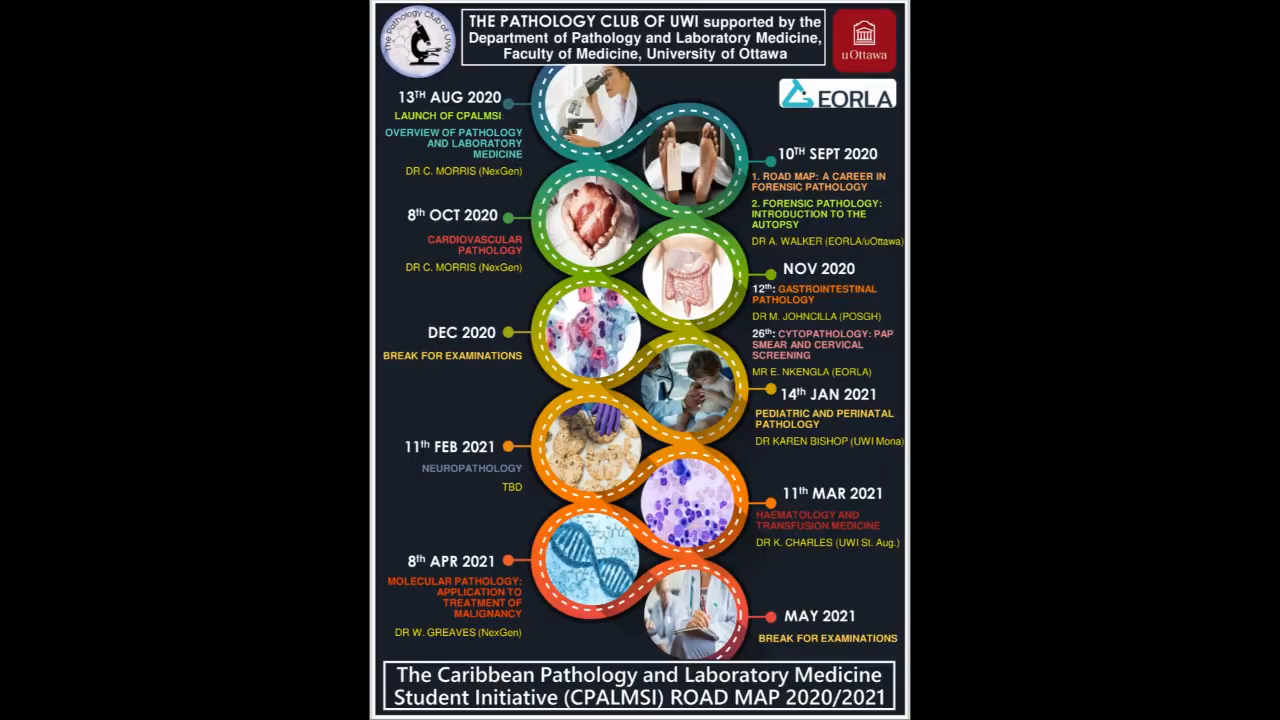 The Pathology Club of UWI
THE PATHOLOGY CLUB OF UWI supported by the
Department of Pathology and Laboratory Medicine,
Faculty of Medicine, University of Ottawa
uOttawa
EORLA
13TH AUG 2020
LAUNCH OF CPALMSI
OVERVIEW OF PATHOLOGY
AND LABORATORY
MEDICINE
DR C. MORRIS (NexGen)
10TH SEPT 2020
1. ROAD MAP: A CAREER IN
FORENSIC PATHOLOGY
2. FORENSIC PATHOLOGY:
INTRODUCTION TO THE
AUTOPSY
DR A. WALKER (EORLA/uOttawa)
8th OCT 2020
CARDIOVASCULAR
PATHOLOGY
DR C. MORRIS (NexGen)
NOV 2020
12th: GASTROINTESTINAL
PATHOLOGY
DR M. JOHNCILLA (POSGH)
26th: CYTOPATHOLOGY: PAP
SMEAR AND CERVICAL
SCREENING
MR E. NKENGLA (EORLA)
DEC 2020
BREAK FOR EXAMINATIONS
14th JAN 2021
PEDIATRIC AND PERINATAL
PATHOLOGY
DR KAREN BISHOP (UWI Mona)
11th FEB 2021
NEUROPATHOLOGY
TBD
11th MAR 2021
HAEMATOLOGY AND
TRANSFUSION MEDICINE
DR K. CHARLES (UWI St. Aug.)
8th APR 2021
MOLECULAR PATHOLOGY:
APPLICATION TO
TREATMENT OF
MALIGNANCY
DR W. GREAVES (NexGen)
MAY 2021
BREAK FOR EXAMINATIONS
The Caribbean Pathology and Laboratory Medicine
Student Initiative (CPALMSI) ROAD MAP 2020/2021